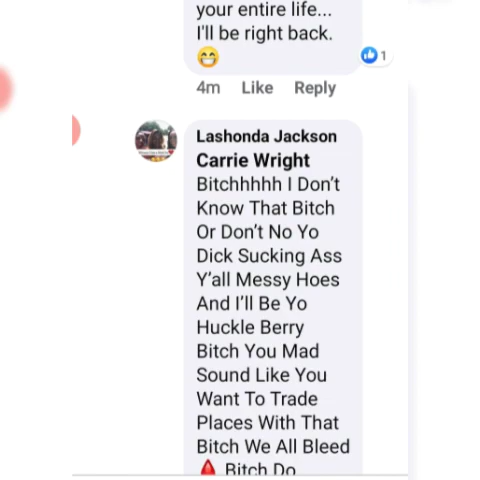 your entire life...
I'll be right back.
😁
1
4m Like Reply
Lashonda Jackson
Carrie Wright
Bitchhhhh I Don't
Know That Bitch
Or Don't No Yo
Dick Sucking Ass
Y'all Messy Hoes
And I'll Be Yo
Huckle Berry
Bitch You Mad
Sound Like You
Want To Trade
Places With That
Bitch We All Bleed
🩸 Bitch Do